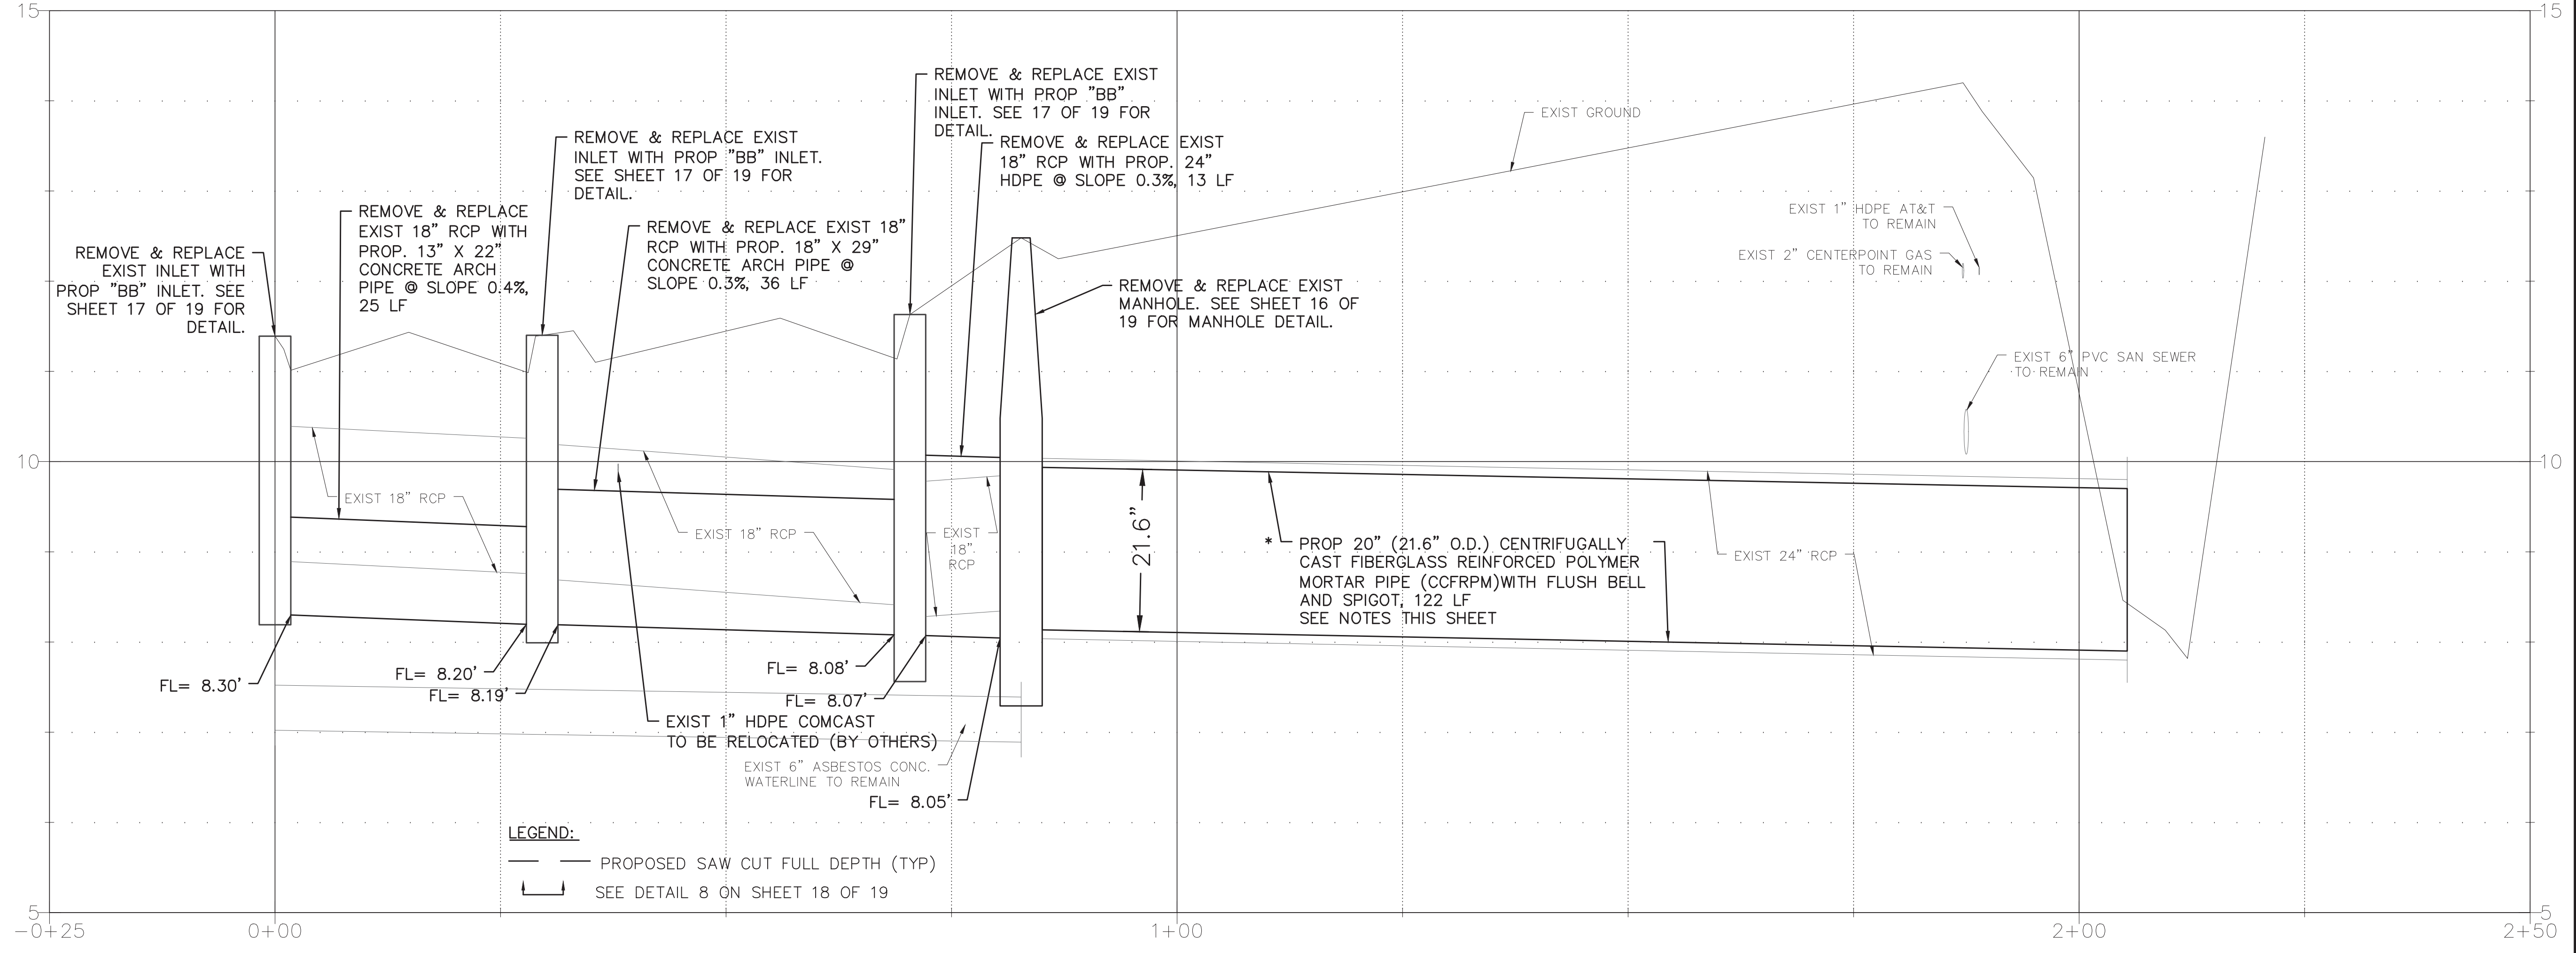 15
15
REMOVE & REPLACE EXIST
INLET WITH PROP "BB"
INLET. SEE 17 OF 19 FOR
DETAIL.
EXIST GROUND
REMOVE & REPLACE EXIST
INLET WITH PROP "BB" INLET.
SEE SHEET 17 OF 19 FOR
DETAIL.
REMOVE & REPLACE EXIST
18" RCP WITH PROP. 24"
HDPE @ SLOPE 0.3%, 13 LF
REMOVE & REPLACE
EXIST 18" RCP WITH
PROP. 13" X 22"
CONCRETE ARCH
PIPE @ SLOPE 0.4%,
25 LF
REMOVE & REPLACE EXIST 18"
RCP WITH PROP. 18" X 29"
CONCRETE ARCH PIPE @
SLOPE 0.3%, 36 LF
EXIST 1" HDPE AT&T
TO REMAIN
REMOVE & REPLACE
EXIST INLET WITH
PROP "BB" INLET. SEE
SHEET 17 OF 19 FOR
DETAIL.
EXIST 2" CENTERPOINT GAS
TO REMAIN
REMOVE & REPLACE EXIST
MANHOLE. SEE SHEET 16 OF
19 FOR MANHOLE DETAIL.
EXIST 6" PVC SAN SEWER
TO REMAIN
10
10
EXIST 18" RCP
EXIST 18" RCP
EXIST
18"
RCP
21.6"
* PROP 20" (21.6" O.D.) CENTRIFUGALLY
CAST FIBERGLASS REINFORCED POLYMER
MORTAR PIPE (CCFRPM)WITH FLUSH BELL
AND SPIGOT, 122 LF
SEE NOTES THIS SHEET
EXIST 24" RCP
FL= 8.30'
FL= 8.20'
FL= 8.19'
FL= 8.08'
FL= 8.07'
EXIST 1" HDPE COMCAST
TO BE RELOCATED (BY OTHERS)
EXIST 6" ASBESTOS CONC.
WATERLINE TO REMAIN
FL= 8.05'
LEGEND:
PROPOSED SAW CUT FULL DEPTH (TYP)
SEE DETAIL 8 ON SHEET 18 OF 19
5
5
-0+25
0+00
1+00
2+00
2+50